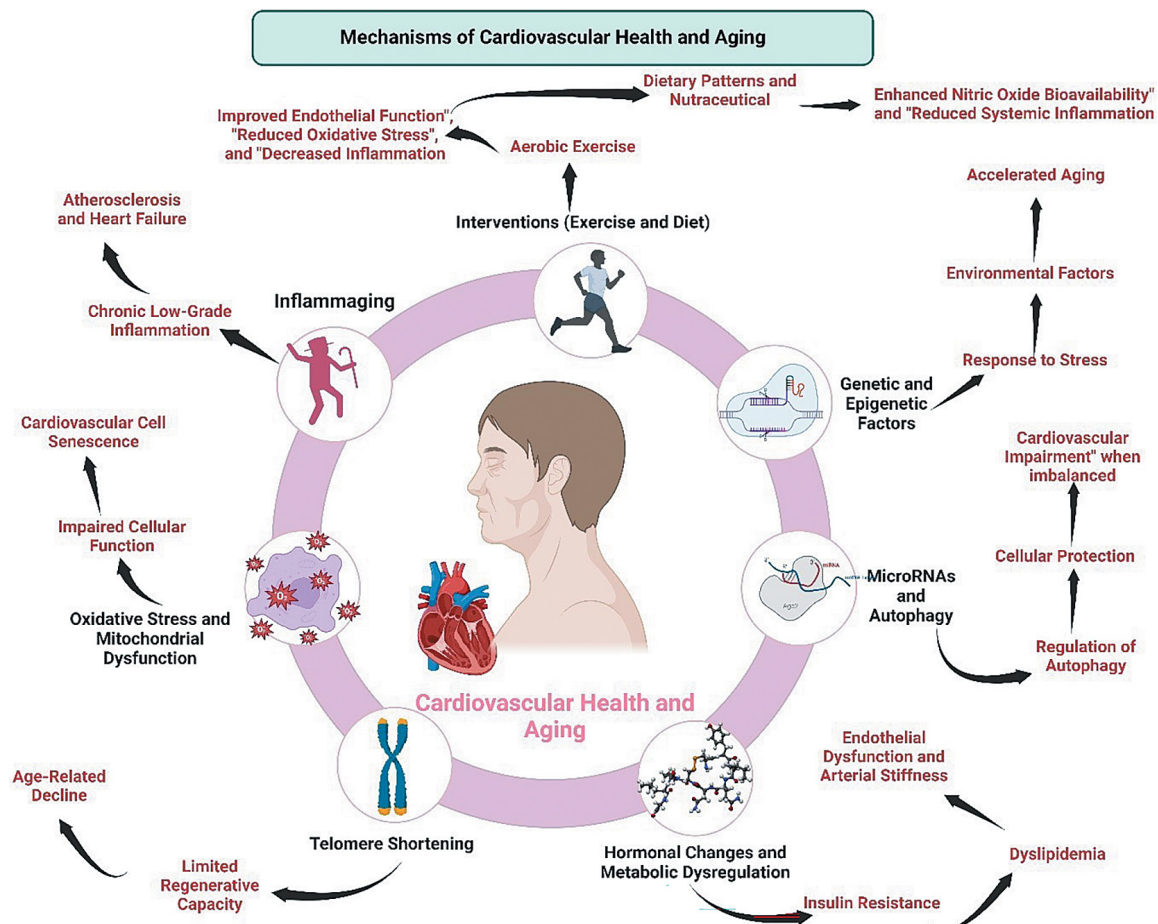 Mechanisms of Cardiovascular Health and Aging
Dietary Patterns and
Nutraceutical
Enhanced Nitric Oxide Bioavailability"
and "Reduced Systemic Inflammation
Improved Endothelial Function",
"Reduced Oxidative Stress",
and "Decreased Inflammation
Aerobic Exercise
Interventions (Exercise and Diet)
Atherosclerosis
and Heart Failure
Chronic Low-Grade
Inflammation
Inflammaging
Accelerated Aging
Environmental Factors
Response to Stress
Genetic and
Epigenetic
Factors
Cardiovascular Cell
Senescence
Impaired Cellular
Function
Oxidative Stress and
Mitochondrial
Dysfunction
Cardiovascular
Impairment" when
imbalanced
Cellular Protection
Regulation of
Autophagy
MicroRNAs
and
Autophagy
mRNA
Cardiovascular Health and
Aging
Age-Related
Decline
Limited
Regenerative
Capacity
Telomere Shortening
Endothelial
Dysfunction and
Arterial Stiffness
Dyslipidemia
Insulin Resistance
Hormonal Changes and
Metabolic Dysregulation